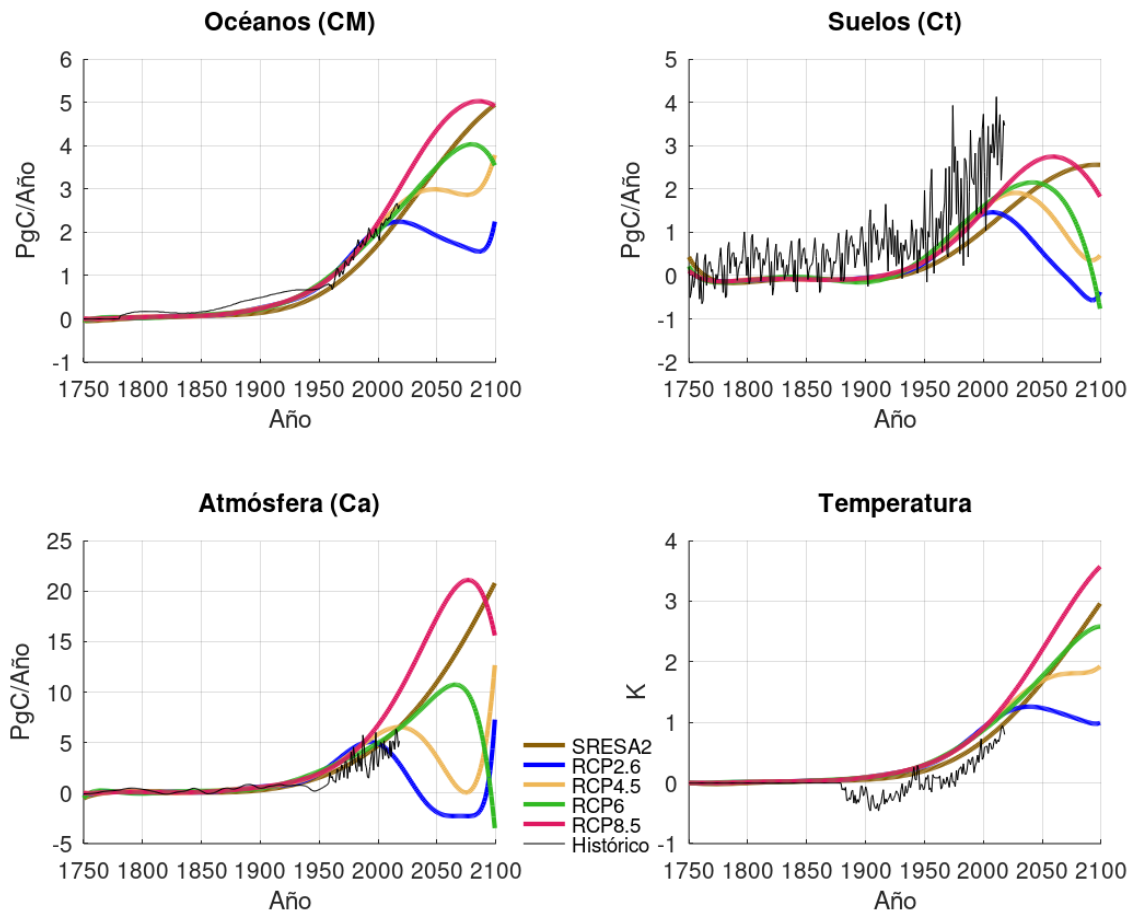 Océanos (CM)
6
5
4
3
2
1
0
-1
PgC/Año
1750 1800 1850 1900 1950 2000 2050 2100
Año
Suelos (Ct)
5
4
3
2
1
0
-1
-2
PgC/Año
1750 1800 1850 1900 1950 2000 2050 2100
Año
Atmósfera (Ca)
25
20
15
10
5
0
-5
PgC/Año
1750 1800 1850 1900 1950 2000 2050 2100
Año
SRESA2
RCP2.6
RCP4.5
RCP6
RCP8.5
Histórico
Temperatura
4
3
2
1
0
-1
K
1750 1800 1850 1900 1950 2000 2050 2100
Año